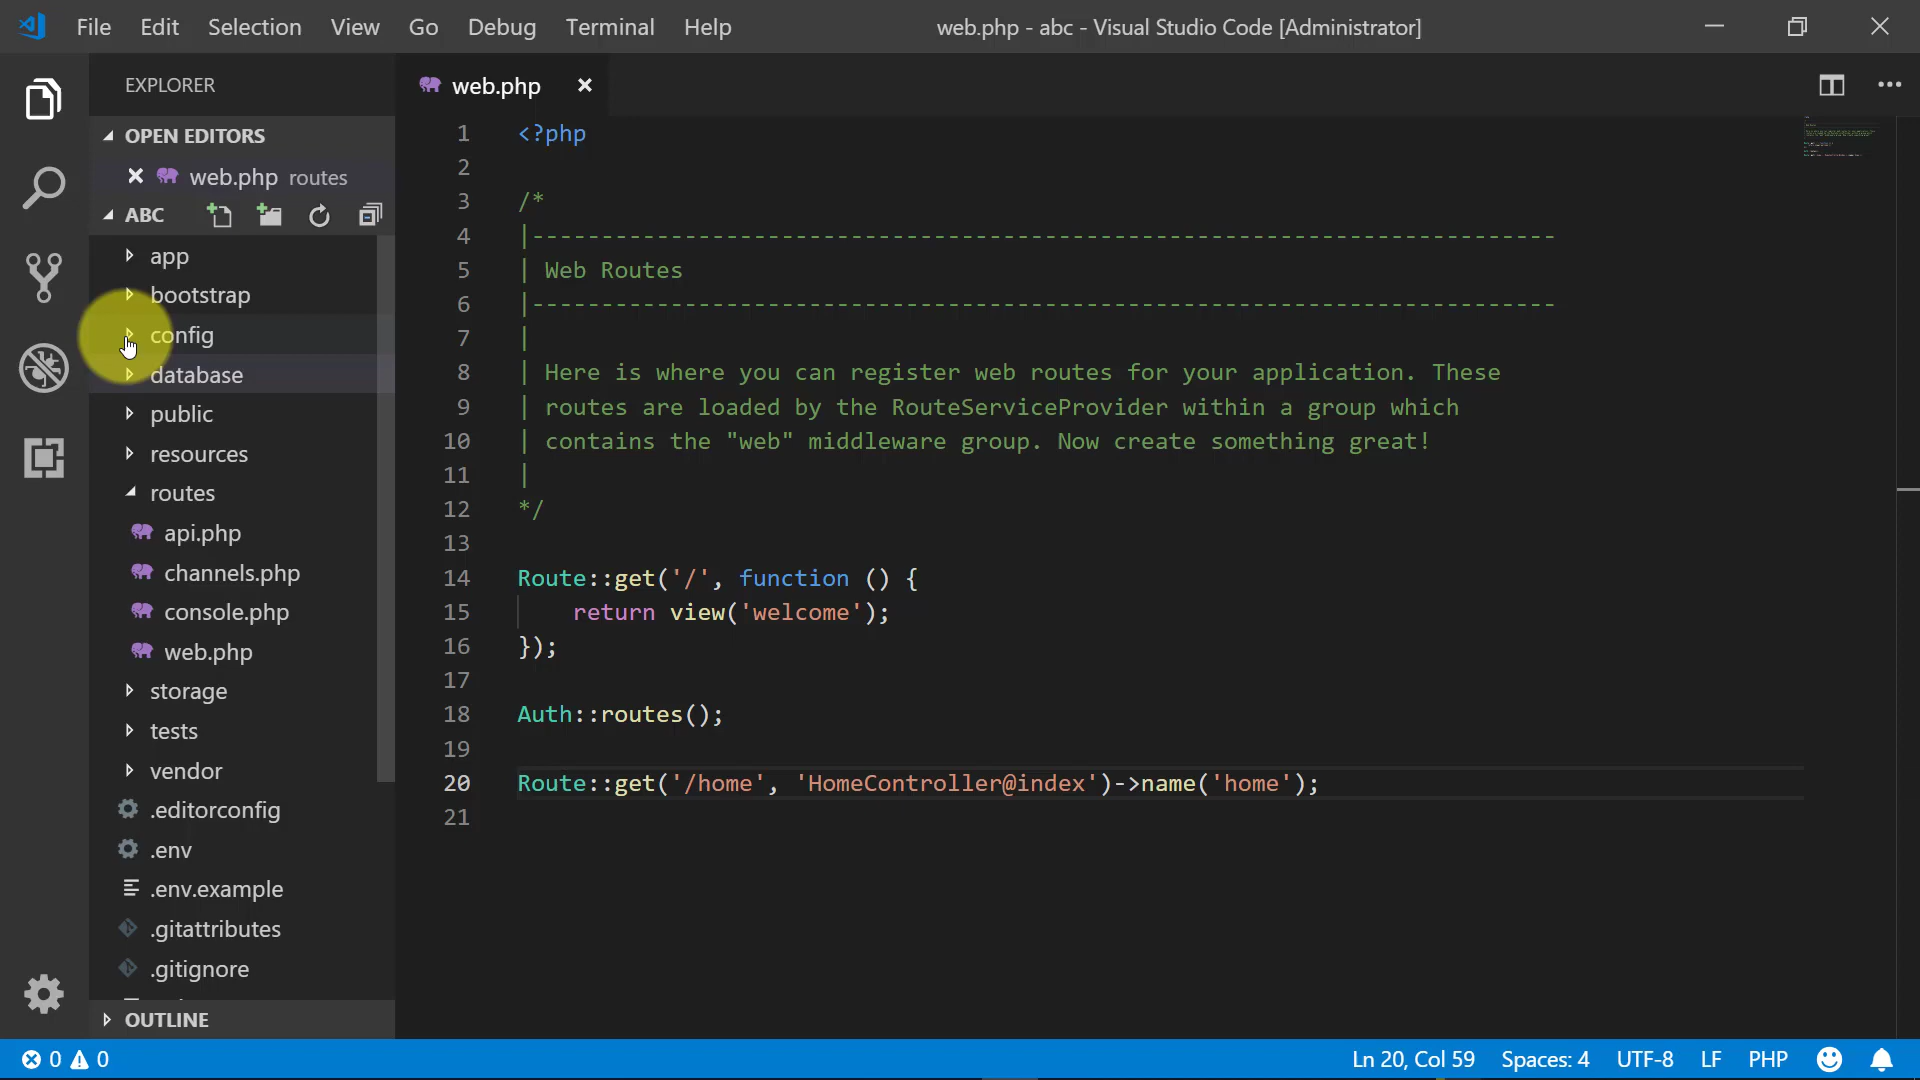 File Edit Selection View Go Debug Terminal Help web.php - abc - Visual Studio Code [Administrator]
EXPLORER
OPEN EDITORS
web.php routes
ABC
app
bootstrap
config
database
public
resources
routes
api.php
channels.php
console.php
web.php
storage
tests
vendor
.editorconfig
.env
.env.example
.gitattributes
.gitignore
OUTLINE
web.php
1 <?php
2
3 /*
4 |--------------------------------------------------------------------------
5 | Web Routes
6 |--------------------------------------------------------------------------
7 |
8 | Here is where you can register web routes for your application. These
9 | routes are loaded by the RouteServiceProvider within a group which
10 | contains the "web" middleware group. Now create something great!
11 |
12 */
13
14 Route::get('/', function () {
15 return view('welcome');
16 });
17
18 Auth::routes();
19
20 Route::get('/home', 'HomeController@index')->name('home');
21
0 0 Ln 20, Col 59 Spaces: 4 UTF-8 LF PHP